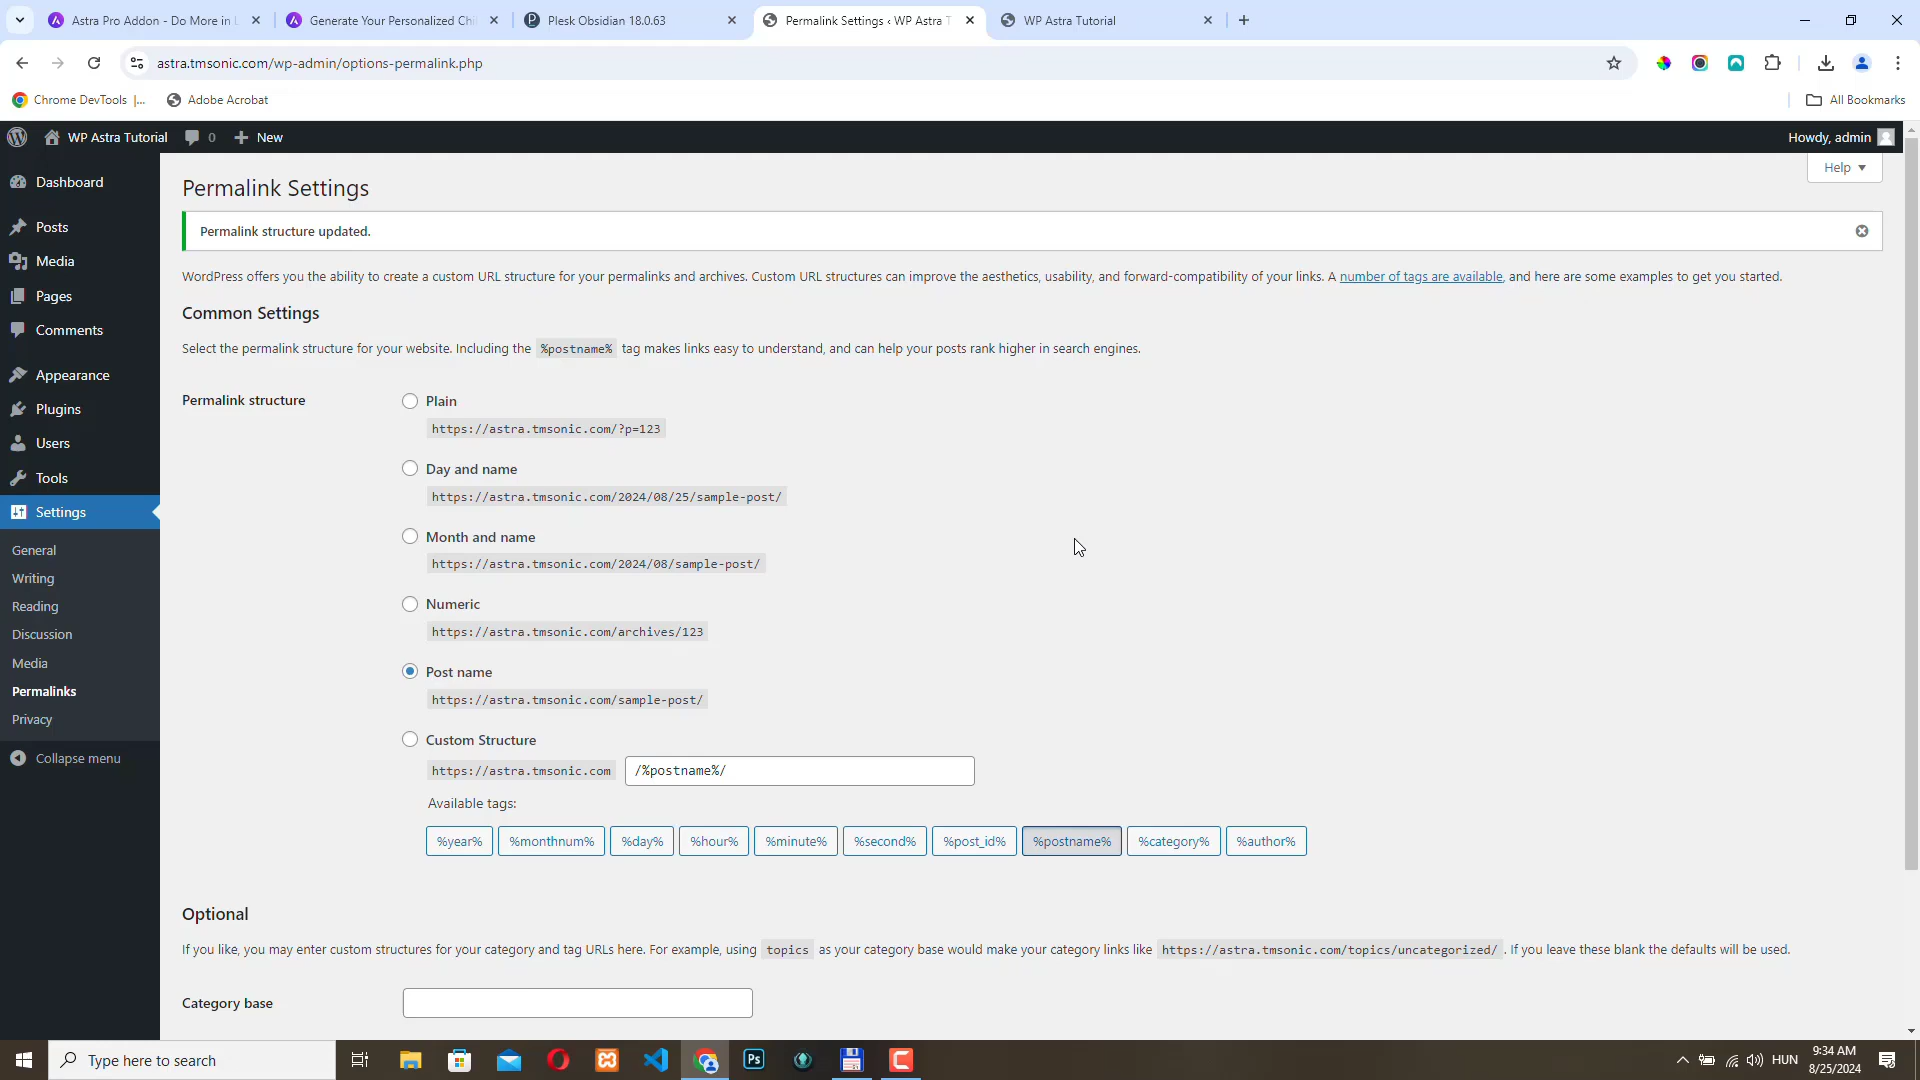 Astra Pro Addon - Do More in L
Generate Your Personalized Chi
Plesk Obsidian 18.0.63
Permalink Settings ‹ WP Astra T
WP Astra Tutorial
astra.tmsonic.com/wp-admin/options-permalink.php
Chrome DevTools |...
Adobe Acrobat
All Bookmarks
WP Astra Tutorial
0
New
Howdy, admin
Dashboard
Posts
Media
Pages
Comments
Appearance
Plugins
Users
Tools
Settings
General
Writing
Reading
Discussion
Media
Permalinks
Privacy
Collapse menu
Help
Permalink Settings
Permalink structure updated.
WordPress offers you the ability to create a custom URL structure for your permalinks and archives. Custom URL structures can improve the aesthetics, usability, and forward-compatibility of your links. A number of tags are available, and here are some examples to get you started.
Common Settings
Select the permalink structure for your website. Including the %postname% tag makes links easy to understand, and can help your posts rank higher in search engines.
Permalink structure
Plain
https://astra.tmsonic.com/?p=123
Day and name
https://astra.tmsonic.com/2024/08/25/sample-post/
Month and name
https://astra.tmsonic.com/2024/08/sample-post/
Numeric
https://astra.tmsonic.com/archives/123
Post name
https://astra.tmsonic.com/sample-post/
Custom Structure
https://astra.tmsonic.com /%postname%/
Available tags:
%year% %monthnum% %day% %hour% %minute% %second% %post_id% %postname% %category% %author%
Optional
If you like, you may enter custom structures for your category and tag URLs here. For example, using topics as your category base would make your category links like https://astra.tmsonic.com/topics/uncategorized/ . If you leave these blank the defaults will be used.
Category base
Type here to search
Ps
HUN
9:34 AM
8/25/2024